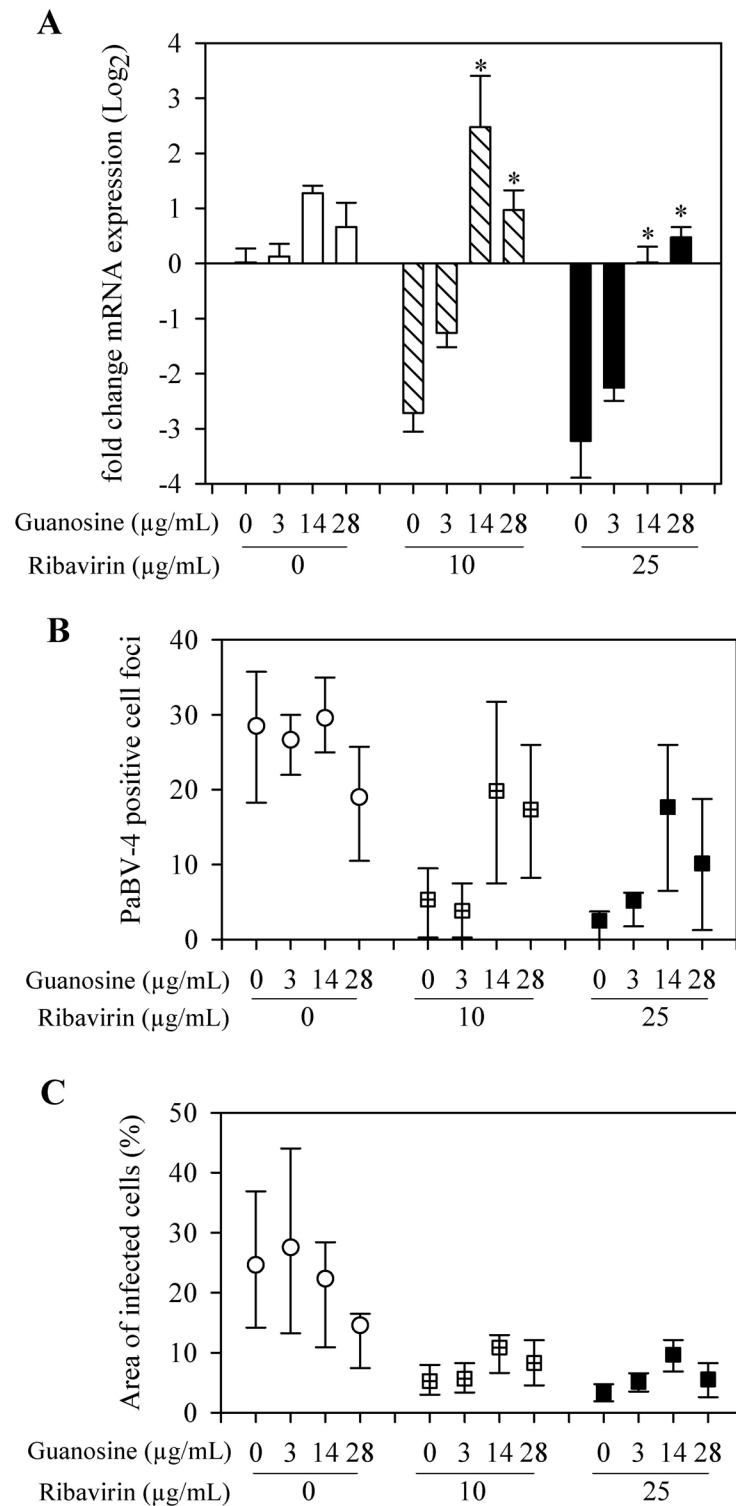 A
fold change mRNA expression (Log2)
4
3
2
1
0
-1
-2
-3
-4
* * * *
Guanosine (µg/mL) 0 3 14 28 0 3 14 28 0 3 14 28
Ribavirin (µg/mL) 0 10 25
B
PaBV-4 positive cell foci
40
30
20
10
0
Guanosine (µg/mL) 0 3 14 28 0 3 14 28 0 3 14 28
Ribavirin (µg/mL) 0 10 25
C
Area of infected cells (%)
50
40
30
20
10
0
Guanosine (µg/mL) 0 3 14 28 0 3 14 28 0 3 14 28
Ribavirin (µg/mL) 0 10 25